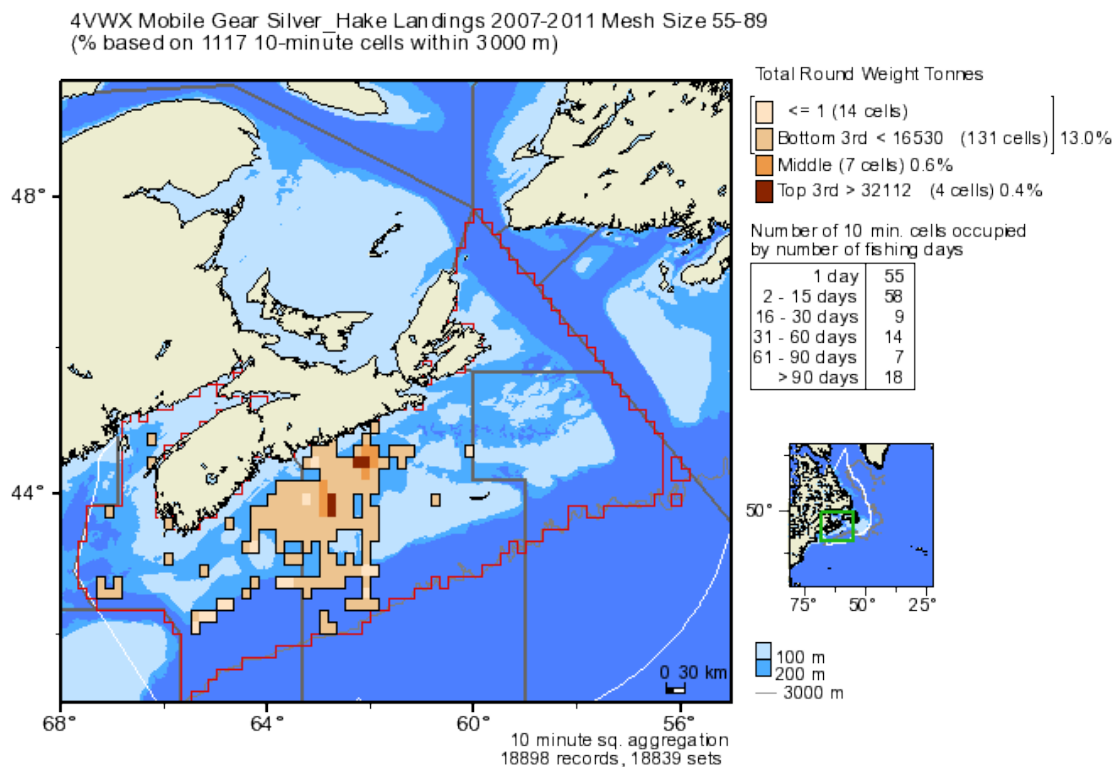 4VWX Mobile Gear Silver_Hake Landings 2007-2011 Mesh Size 55-89
(% based on 1117 10-minute cells within 3000 m)
Total Round Weight Tonnes
<= 1 (14 cells)
Bottom 3rd < 16530 (131 cells) 13.0%
Middle (7 cells) 0.6%
Top 3rd > 32112 (4 cells) 0.4%
Number of 10 min. cells occupied
by number of fishing days
1 day 55
2 - 15 days 58
16 - 30 days 9
31 - 60 days 14
61 - 90 days 7
> 90 days 18
48°
44°
50°
75° 50° 25°
100 m
200 m
3000 m
0 30 km
68° 64° 60° 56°
10 minute sq. aggregation
18898 records, 18839 sets